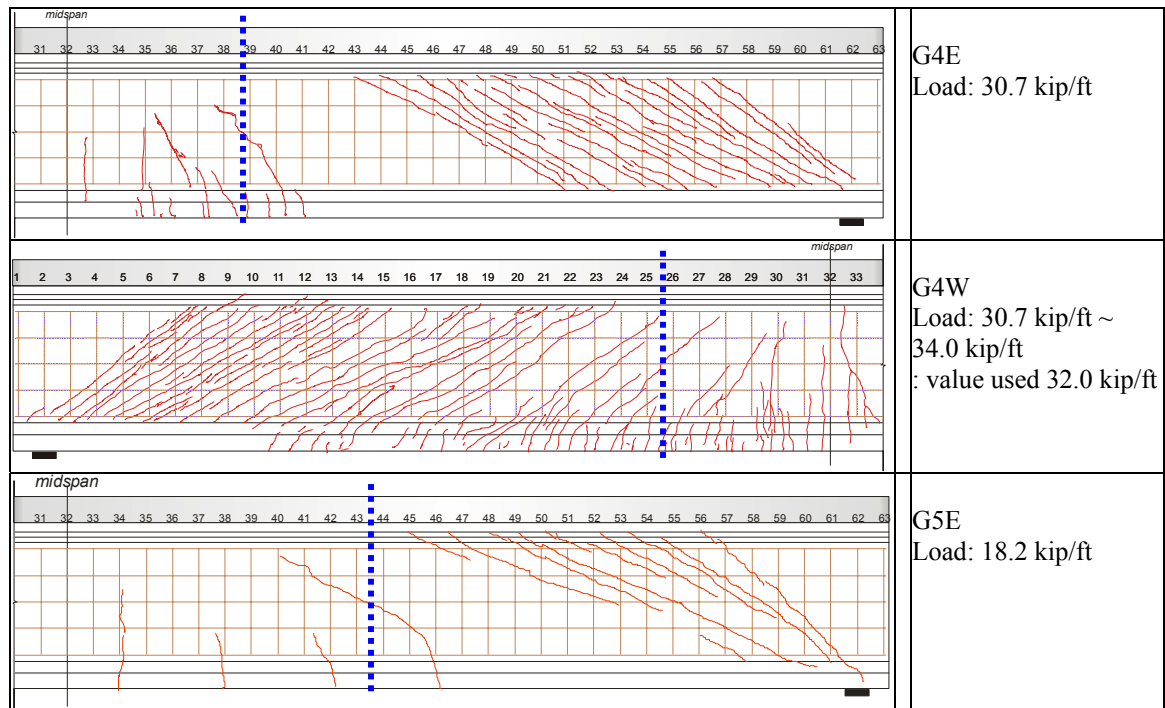 midspan
31 32 33 34 35 36 37 38 39 40 41 42 43 44 45 46 47 48 49 50 51 52 53 54 55 56 57 58 59 60 61 62 63
G4E
Load: 30.7 kip/ft
midspan
1 2 3 4 5 6 7 8 9 10 11 12 13 14 15 16 17 18 19 20 21 22 23 24 25 26 27 28 29 30 31 32 33
G4W
Load: 30.7 kip/ft ~
34.0 kip/ft
: value used 32.0 kip/ft
midspan
31 32 33 34 35 36 37 38 39 40 41 42 43 44 45 46 47 48 49 50 51 52 53 54 55 56 57 58 59 60 61 62 63
G5E
Load: 18.2 kip/ft